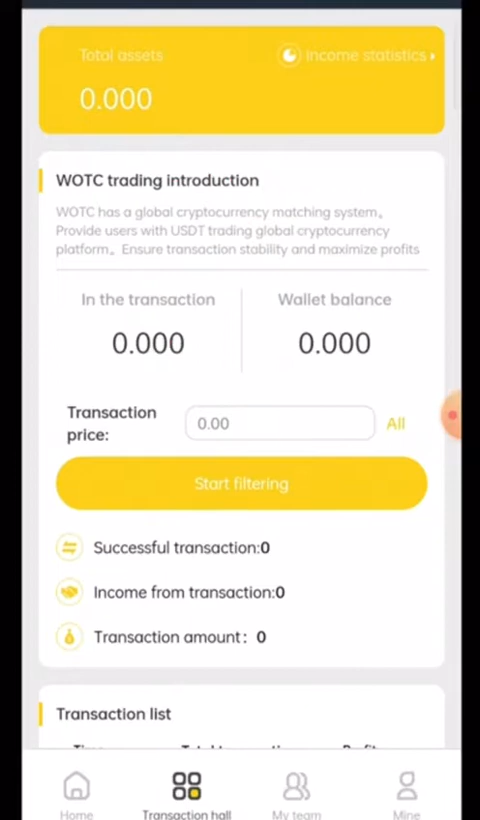 Total assets
Income statistics
0.000
WOTC trading introduction
WOTC has a global cryptocurrency matching system。
Provide users with USDT trading global cryptocurrency
platform。Ensure transaction stability and maximize profits
In the transaction
Wallet balance
0.000
0.000
Transaction
price:
0.00
All
Start filtering
Successful transaction:0
Income from transaction:0
Transaction amount：0
Transaction list
Home
Transaction hall
My team
Mine